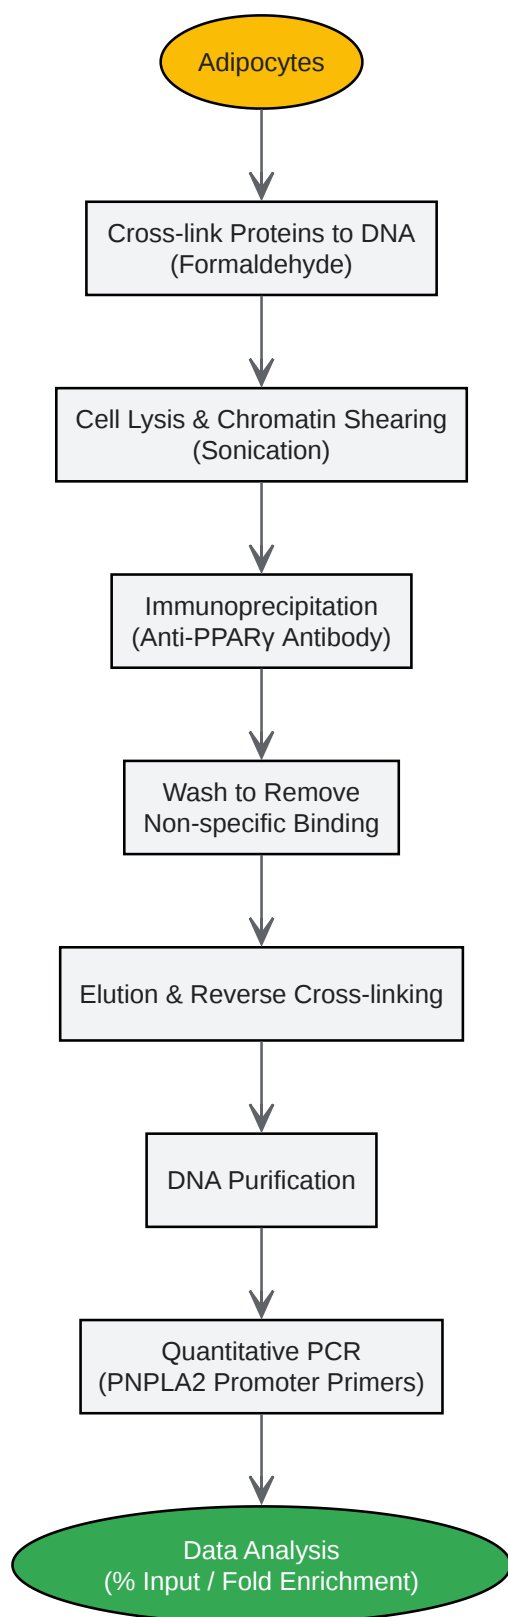 Adipocytes
Cross-link Proteins to DNA
(Formaldehyde)
Cell Lysis & Chromatin Shearing
(Sonication)
Immunoprecipitation
(Anti-PPARγ Antibody)
Wash to Remove
Non-specific Binding
Elution & Reverse Cross-linking
DNA Purification
Quantitative PCR
(PNPLA2 Promoter Primers)
Data Analysis
(% Input / Fold Enrichment)